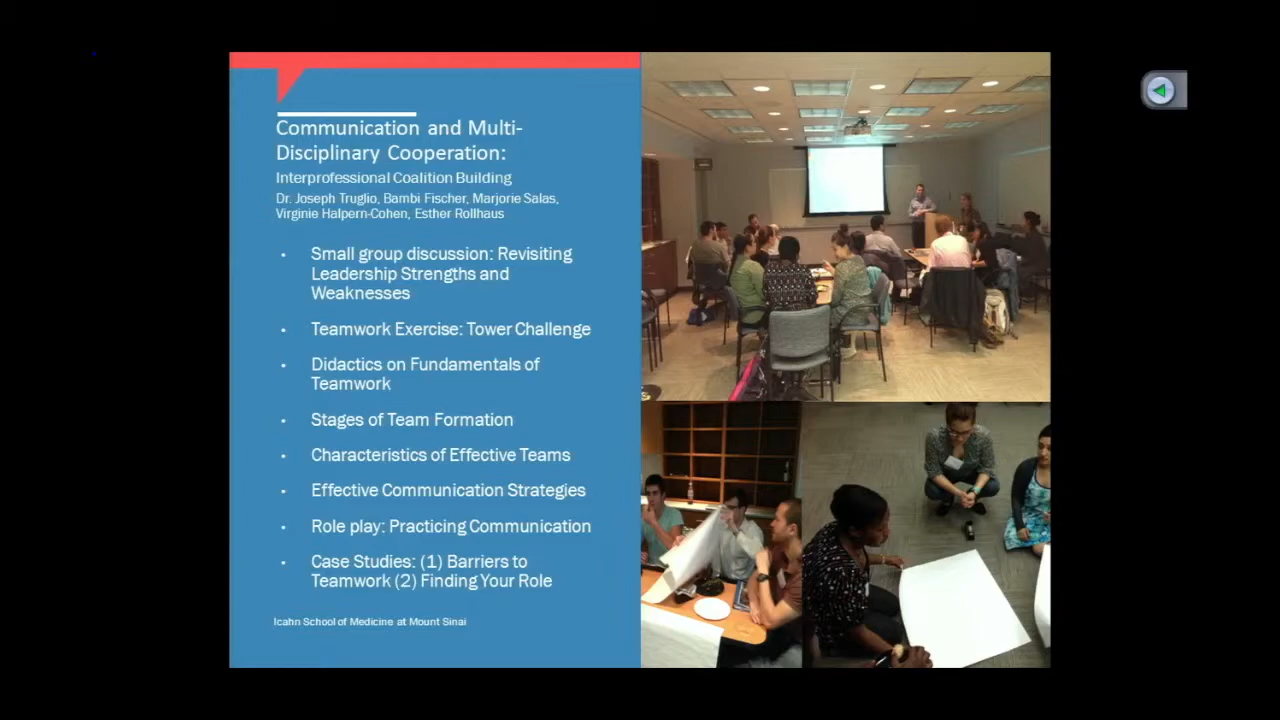 Communication and Multi-
Disciplinary Cooperation:
Interprofessional Coalition Building
Dr. Joseph Truglio, Bambi Fischer, Marjorie Salas,
Virginie Halpern-Cohen, Esther Rollhaus
• Small group discussion: Revisiting
Leadership Strengths and
Weaknesses
• Teamwork Exercise: Tower Challenge
• Didactics on Fundamentals of
Teamwork
• Stages of Team Formation
• Characteristics of Effective Teams
• Effective Communication Strategies
• Role play: Practicing Communication
• Case Studies: (1) Barriers to
Teamwork (2) Finding Your Role
Icahn School of Medicine at Mount Sinai